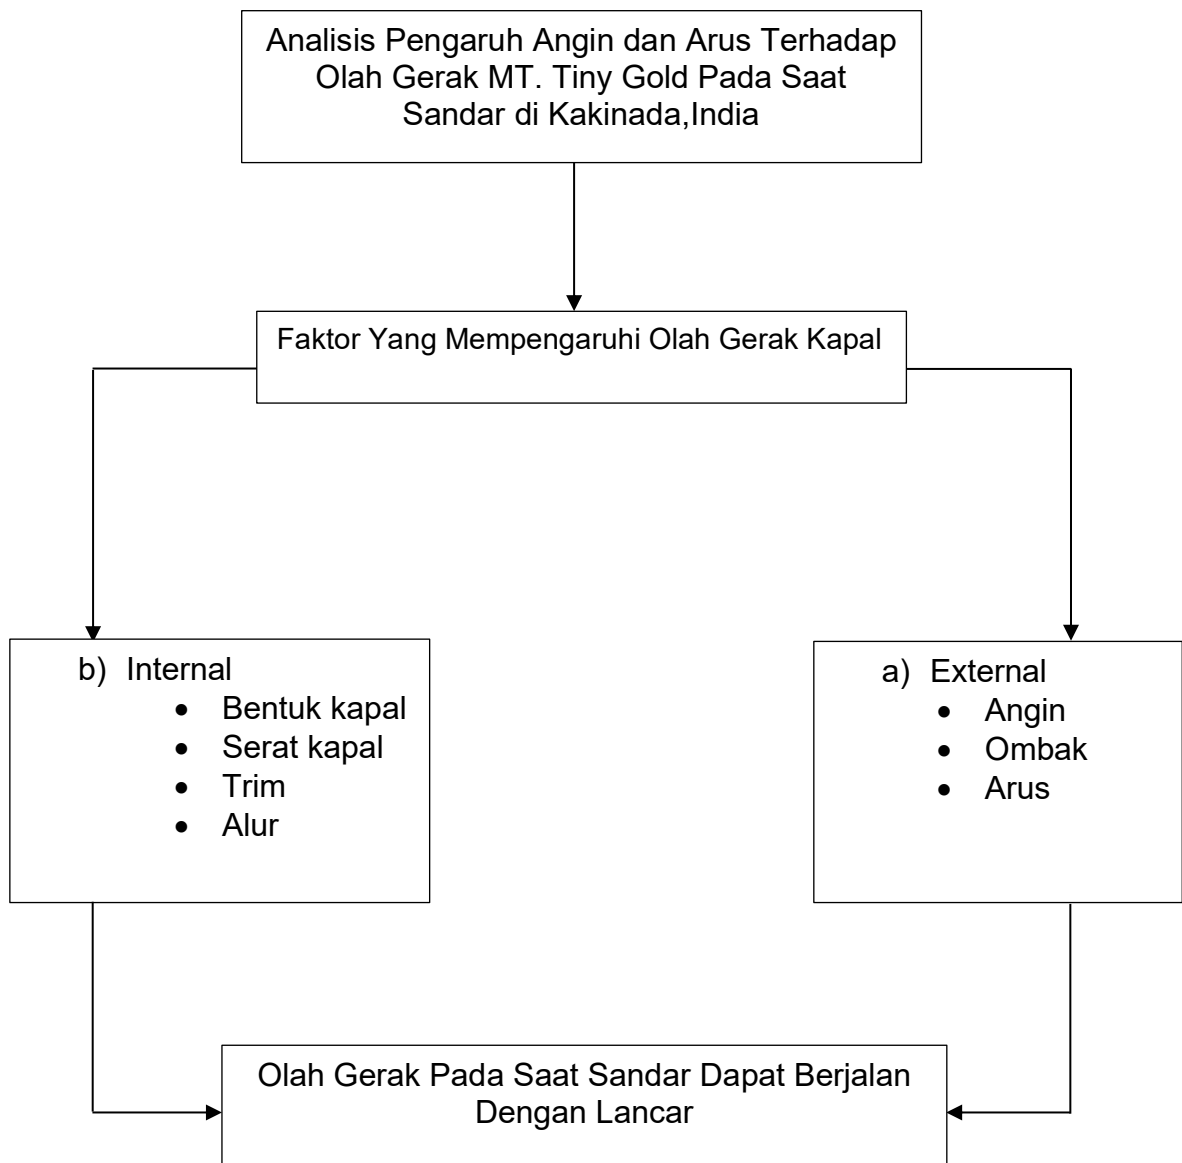 Analisis Pengaruh Angin dan Arus Terhadap
Olah Gerak MT. Tiny Gold Pada Saat
Sandar di Kakinada,India
Faktor Yang Mempengaruhi Olah Gerak Kapal
b) Internal
• Bentuk kapal
• Serat kapal
• Trim
• Alur
a) External
• Angin
• Ombak
• Arus
Olah Gerak Pada Saat Sandar Dapat Berjalan
Dengan Lancar